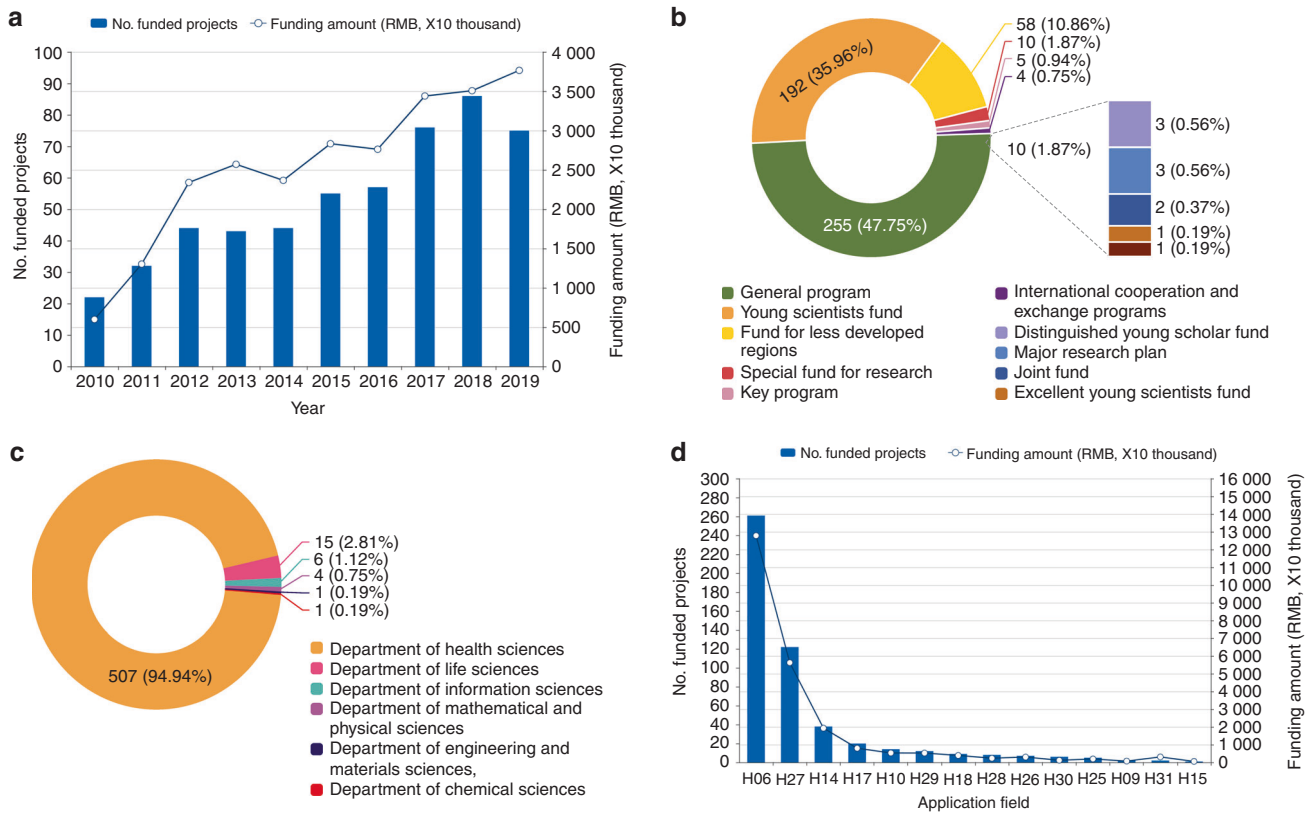 a
No. funded projects
Funding amount (RMB, X10 thousand)
100
90
80
70
60
50
40
30
20
10
0
No. funded projects
4 000
3 500
3 000
2 500
2 000
1 500
1 000
500
0
Funding amount (RMB, X10 thousand)
2010 2011 2012 2013 2014 2015 2016 2017 2018 2019
Year
b
192 (35.96%)
58 (10.86%)
10 (1.87%)
5 (0.94%)
4 (0.75%)
10 (1.87%)
255 (47.75%)
3 (0.56%)
3 (0.56%)
2 (0.37%)
1 (0.19%)
1 (0.19%)
General program
Young scientists fund
Fund for less developed
regions
Special fund for research
Key program
International cooperation and
exchange programs
Distinguished young scholar fund
Major research plan
Joint fund
Excellent young scientists fund
c
15 (2.81%)
6 (1.12%)
4 (0.75%)
1 (0.19%)
1 (0.19%)
507 (94.94%)
Department of health sciences
Department of life sciences
Department of information sciences
Department of mathematical and
physical sciences
Department of engineering and
materials sciences,
Department of chemical sciences
d
No. funded projects
Funding amount (RMB, X10 thousand)
300
280
260
240
220
200
180
160
140
120
100
80
60
40
20
0
No. funded projects
16 000
15 000
14 000
13 000
12 000
11 000
10 000
9 000
8 000
7 000
6 000
5 000
4 000
3 000
2 000
1 000
0
Funding amount (RMB, X10 thousand)
H06 H27 H14 H17 H10 H29 H18 H28 H26 H30 H25 H09 H31 H15
Application field